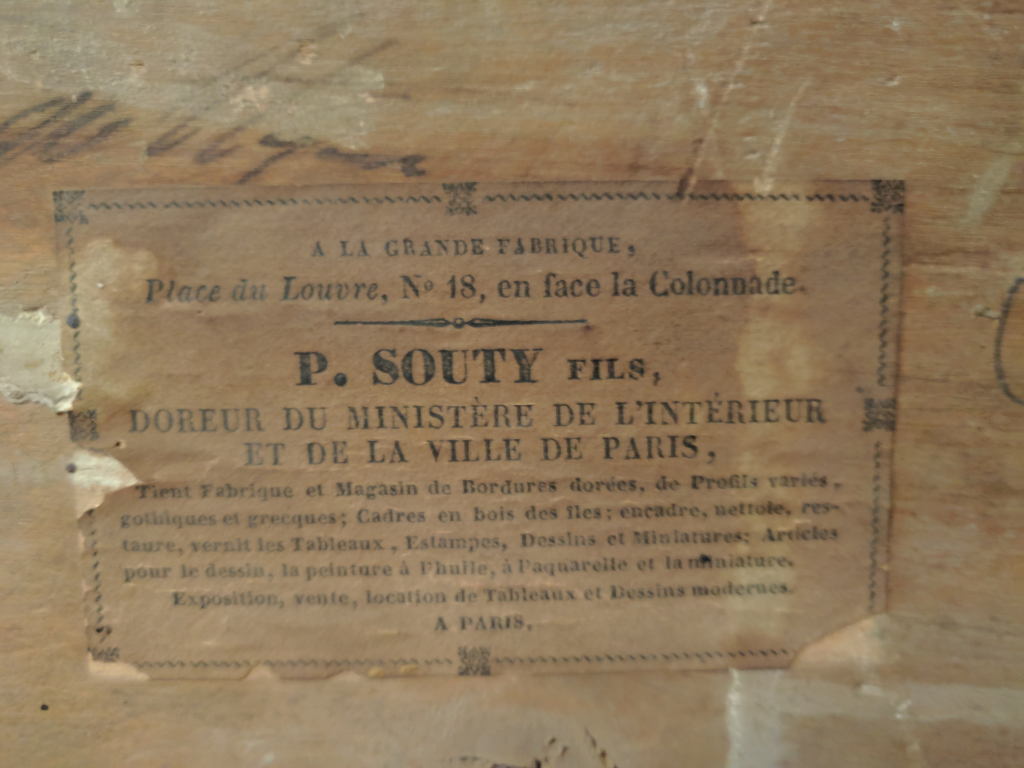 A LA GRANDE FABRIQUE,
Place du Louvre, Nº 18, en face la Colonnade.
P. SOUTY FILS,
DOREUR DU MINISTÈRE DE L'INTÉRIEUR
ET DE LA VILLE DE PARIS,
Tient Fabrique et Magasin de Bordures dorées, de Profils variés,
gothiques et grecques; Cadres en bois des îles; encadre, nettoie, res-
taure, vernit les Tableaux, Estampes, Dessins et Miniatures; Articles
pour le dessin, la peinture à l'huile, à l'aquarelle et la miniature.
Exposition, vente, location de Tableaux et Dessins modernes.
A PARIS.